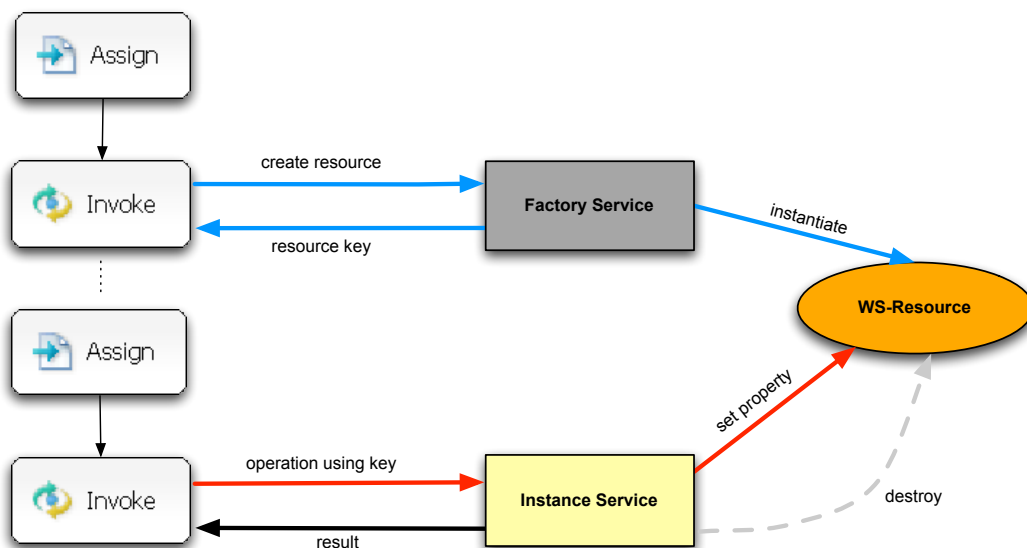 Assign
create resource
Invoke
Factory Service
instantiate
resource key
WS-Resource
Assign
set property
operation using key
Invoke
Instance Service
destroy
result